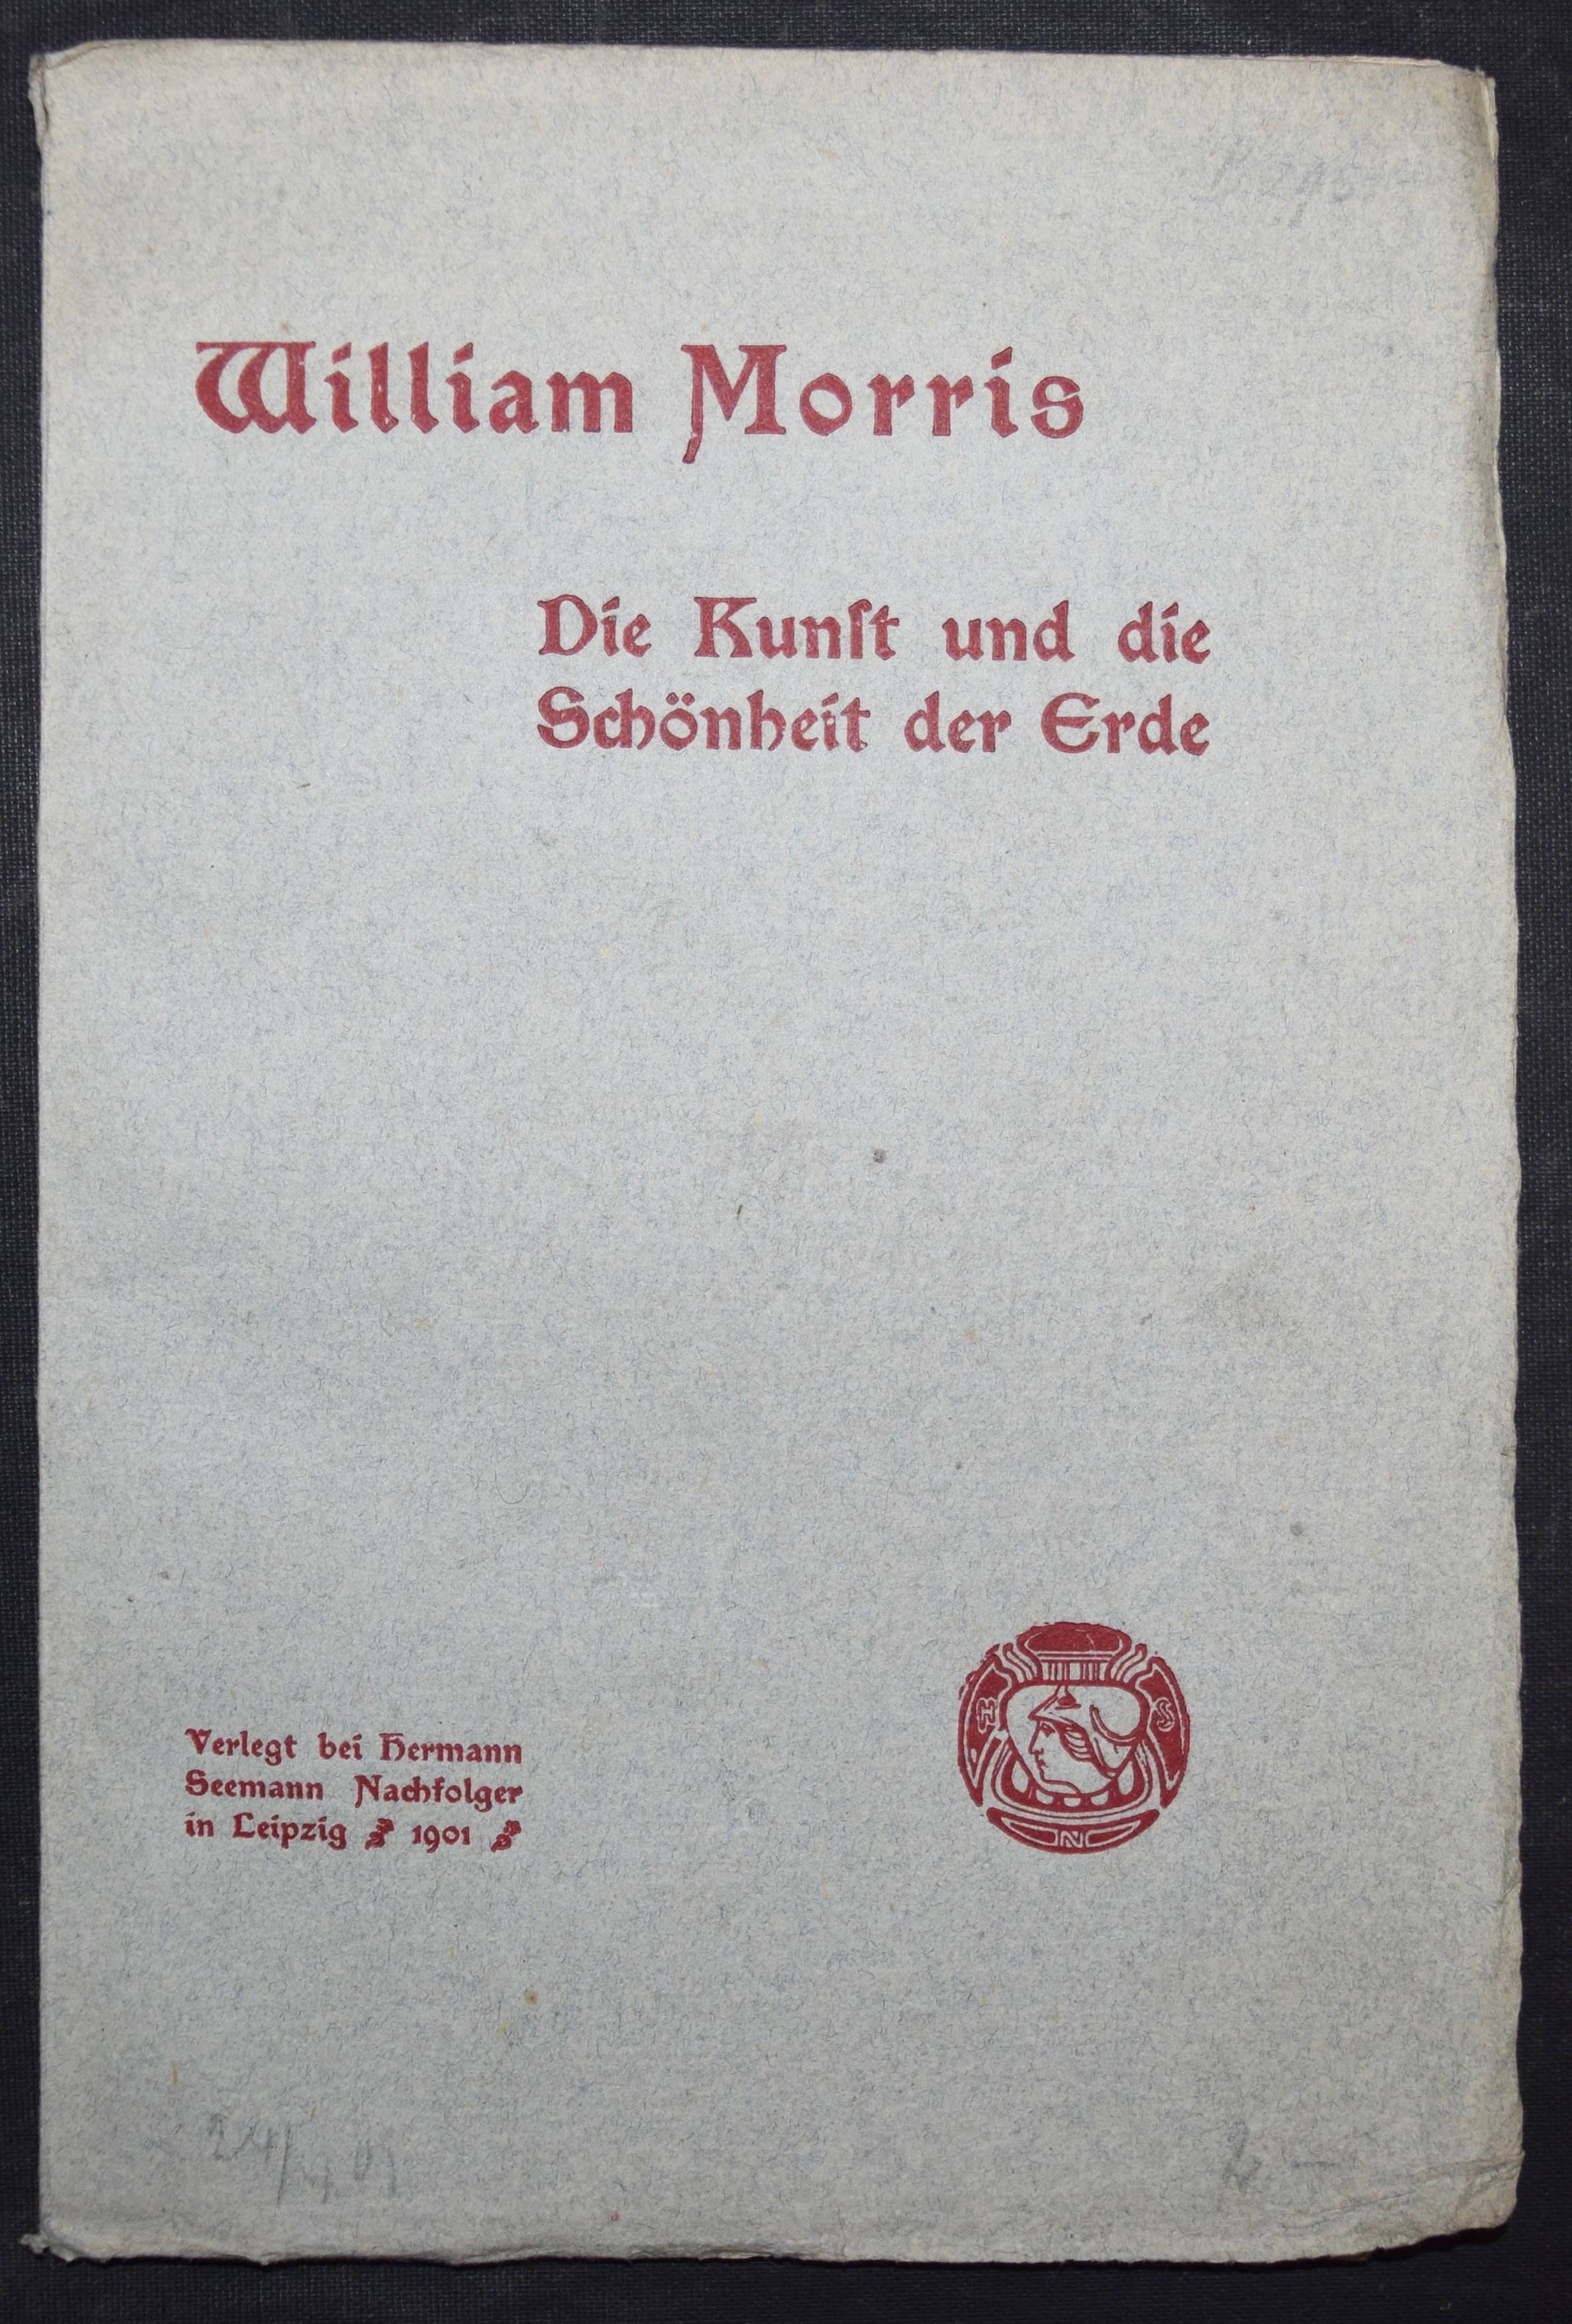 William Morris
Die Kunſt und die
Schönheit der Erde
Verlegt bei Hermann
Seemann Nachfolger
in Leipzig 1901
H S
N